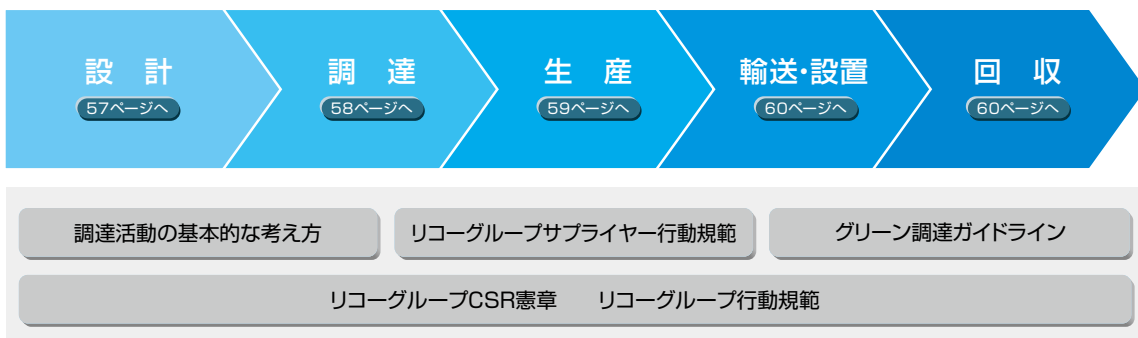 設計 調達 生産 輸送・設置 回収
57ページへ 58ページへ 59ページへ 60ページへ 60ページへ
調達活動の基本的な考え方 リコーグループサプライヤー行動規範 グリーン調達ガイドライン
リコーグループCSR憲章 リコーグループ行動規範